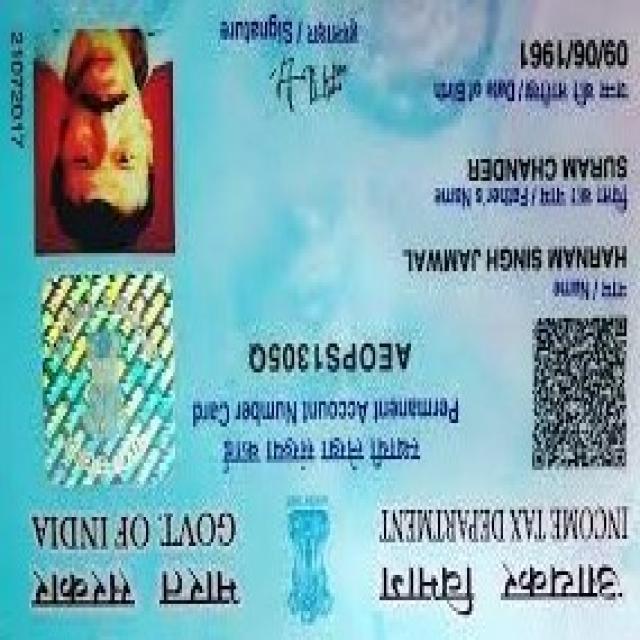 आयकर विभाग भारत सरकार
INCOME TAX DEPARTMENT GOVT. OF INDIA
स्थायी लेखा संख्या कार्ड
Permanent Account Number Card
AEOPS1305Q
नाम / Name
HARNAM SINGH JAMWAL
पिता का नाम / Father's Name
SURAM CHANDER
जन्म की तारीख / Date of Birth
09/06/1961
हस्ताक्षर / Signature
21072017